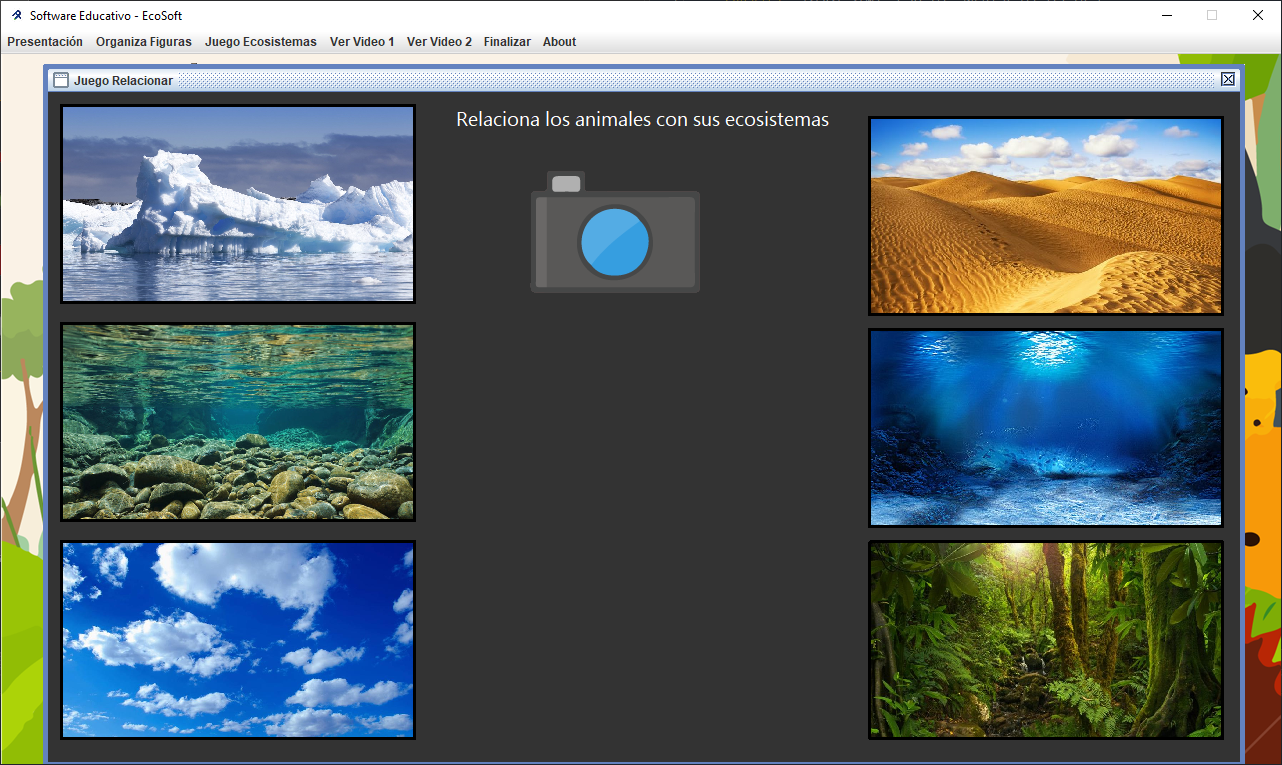 Software Educativo - EcoSoft
Presentación Organiza Figuras Juego Ecosistemas Ver Video 1 Ver Video 2 Finalizar About
Juego Relacionar
Relaciona los animales con sus ecosistemas